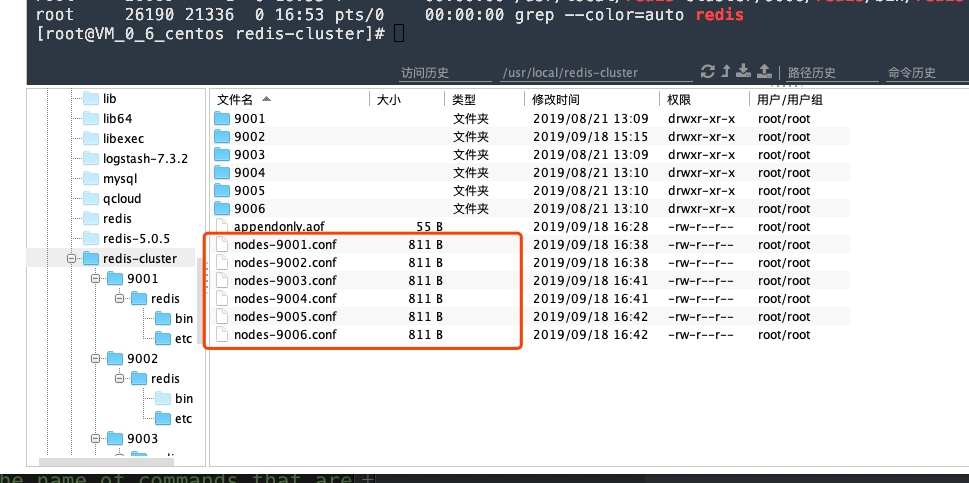 root 26190 21336 0 16:53 pts/0 00:00:00 grep --color=auto redis
[root@VM_0_6_centos redis-cluster]#
访问历史 /usr/local/redis-cluster 路径历史 命令历史
lib
lib64
libexec
logstash-7.3.2
mysql
qcloud
redis
redis-5.0.5
redis-cluster
9001
redis
bin
etc
9002
redis
bin
etc
9003
文件名 大小 类型 修改时间 权限 用户/用户组
9001 文件夹 2019/08/21 13:09 drwxr-xr-x root/root
9002 文件夹 2019/09/18 15:15 drwxr-xr-x root/root
9003 文件夹 2019/08/21 13:09 drwxr-xr-x root/root
9004 文件夹 2019/08/21 13:10 drwxr-xr-x root/root
9005 文件夹 2019/08/21 13:10 drwxr-xr-x root/root
9006 文件夹 2019/08/21 13:10 drwxr-xr-x root/root
appendonly.aof 55 B 2019/09/18 16:28 -rw-r--r-- root/root
nodes-9001.conf 811 B 2019/09/18 16:38 -rw-r--r-- root/root
nodes-9002.conf 811 B 2019/09/18 16:38 -rw-r--r-- root/root
nodes-9003.conf 811 B 2019/09/18 16:41 -rw-r--r-- root/root
nodes-9004.conf 811 B 2019/09/18 16:41 -rw-r--r-- root/root
nodes-9005.conf 811 B 2019/09/18 16:42 -rw-r--r-- root/root
nodes-9006.conf 811 B 2019/09/18 16:42 -rw-r--r-- root/root
he name of commands that are